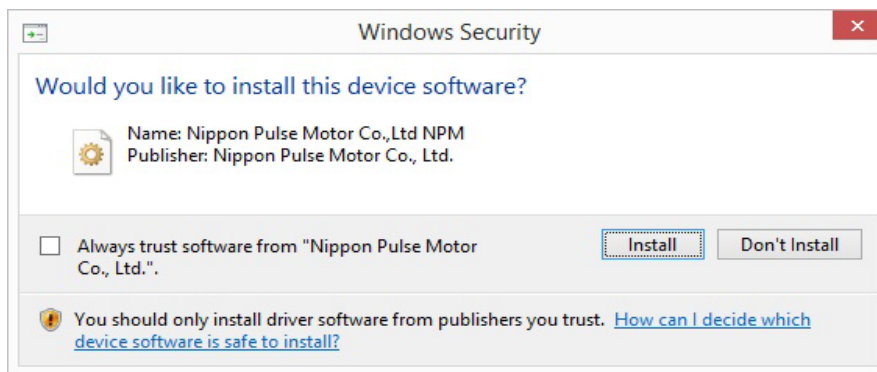 Windows Security
Would you like to install this device software?
Name: Nippon Pulse Motor Co.,Ltd NPM
Publisher: Nippon Pulse Motor Co., Ltd.
Always trust software from "Nippon Pulse Motor
Co., Ltd.".
Install
Don't Install
You should only install driver software from publishers you trust. How can I decide which
device software is safe to install?